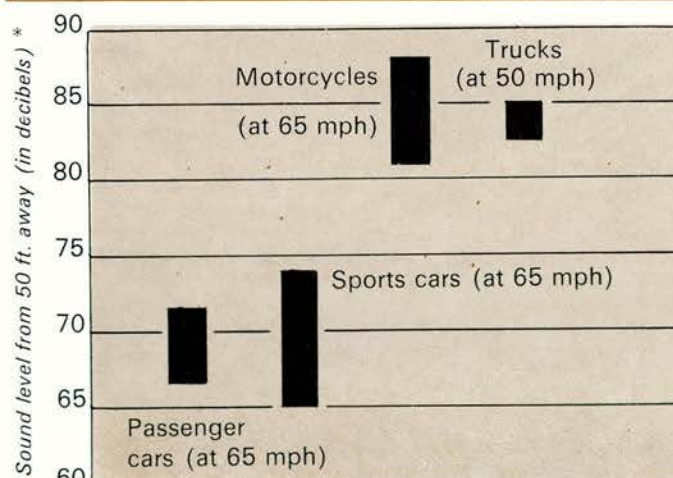 Sound level from 50 ft. away (in decibels) *
90
85
80
75
70
65
60
Motorcycles
(at 65 mph)
Trucks
(at 50 mph)
Sports cars (at 65 mph)
Passenger
cars (at 65 mph)